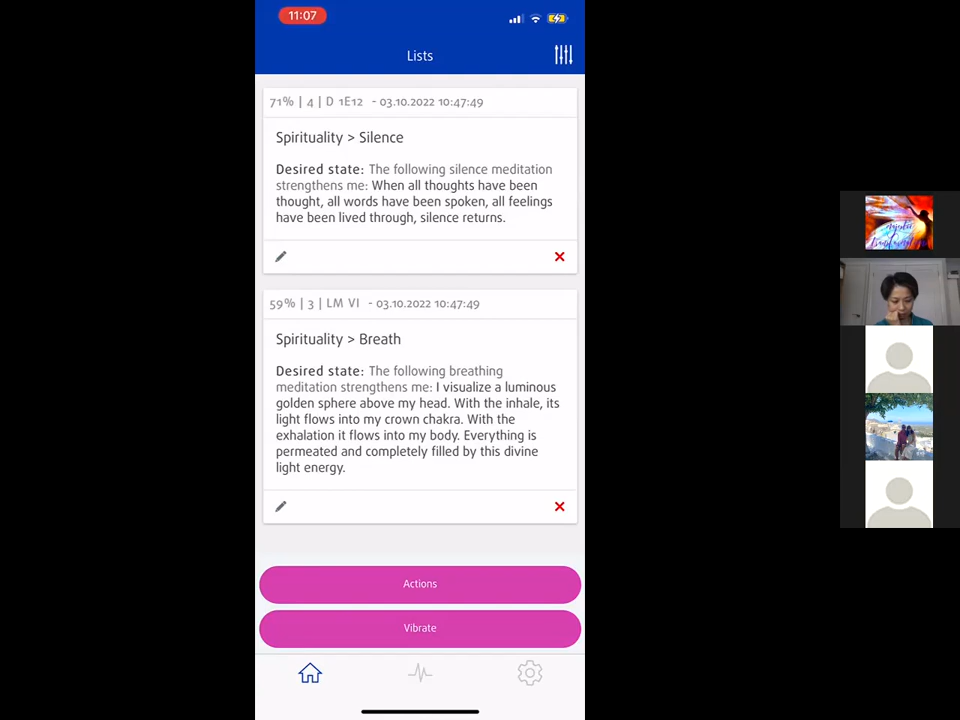 11:07
Lists
71% | 4 | D 1E12 - 03.10.2022 10:47:49
Spirituality > Silence
Desired state: The following silence meditation
strengthens me: When all thoughts have been
thought, all words have been spoken, all feelings
have been lived through, silence returns.
59% | 3 | LM VI - 03.10.2022 10:47:49
Spirituality > Breath
Desired state: The following breathing
meditation strengthens me: I visualize a luminous
golden sphere above my head. With the inhale, its
light flows into my crown chakra. With the
exhalation it flows into my body. Everything is
permeated and completely filled by this divine
light energy.
Actions
Vibrate